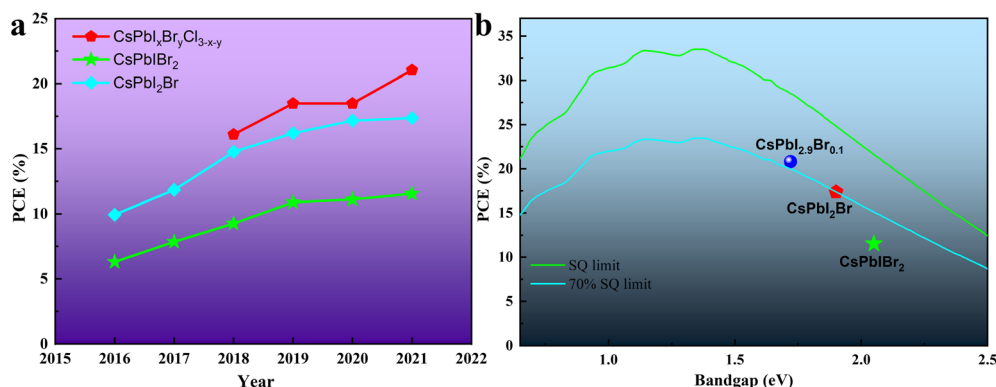 a
25
20
15
10
5
0
PCE (%)
CsPbIₓBrᵧCl₃₋ₓ₋ᵧ
CsPbIBr₂
CsPbI₂Br
2015 2016 2017 2018 2019 2020 2021 2022
Year
b
35
30
25
20
15
10
5
0
PCE (%)
CsPbI₂.₉Br₀.₁
CsPbI₂Br
CsPbIBr₂
SQ limit
70% SQ limit
1.0 1.5 2.0 2.5
Bandgap (eV)